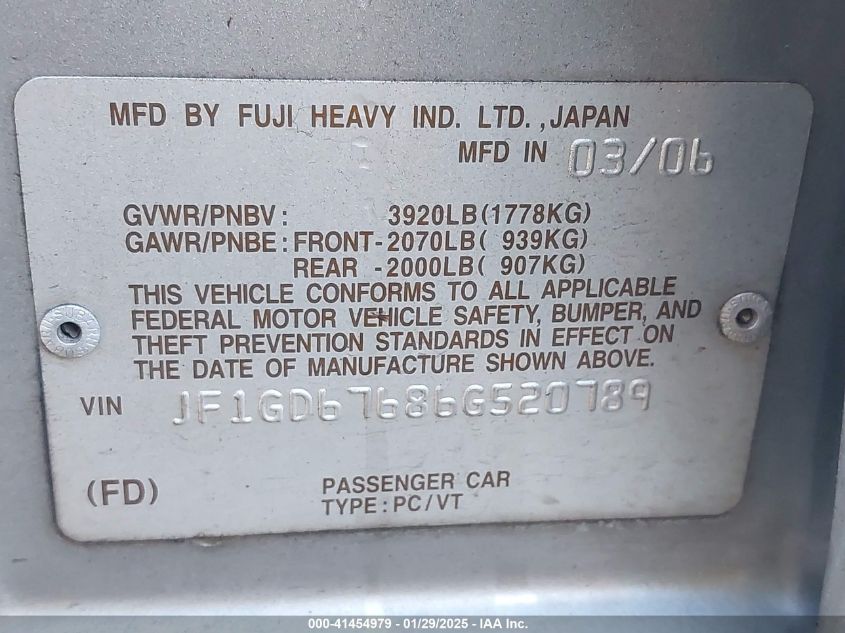 MFD BY FUJI HEAVY IND. LTD., JAPAN
MFD IN 03/06
GVWR/PNBV: 3920LB(1778KG)
GAWR/PNBE: FRONT-2070LB( 939KG)
REAR -2000LB( 907KG)
THIS VEHICLE CONFORMS TO ALL APPLICABLE
FEDERAL MOTOR VEHICLE SAFETY, BUMPER, AND
THEFT PREVENTION STANDARDS IN EFFECT ON
THE DATE OF MANUFACTURE SHOWN ABOVE.
VIN JF1GD67686G520789
(FD) PASSENGER CAR
TYPE:PC/VT
000-41454979 - 01/29/2025 - IAA Inc.